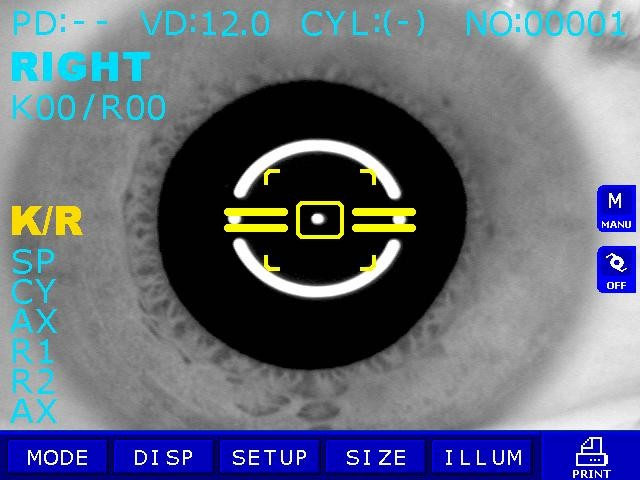 PD:-- VD:12.0 CYL:(-) NO:00001
RIGHT
K00/R00
M
MANU
K/R
SP
OFF
CY
AX
R1
R2
AX
MODE DISP SETUP SIZE ILLUM PRINT